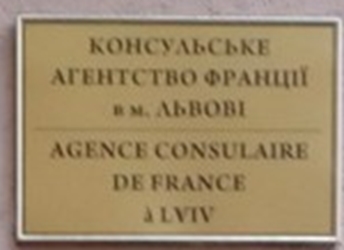 КОНСУЛЬСЬКЕ
АГЕНТСТВО ФРАНЦІЇ
в м. ЛЬВОВІ
AGENCE CONSULAIRE
DE FRANCE
à LVIV